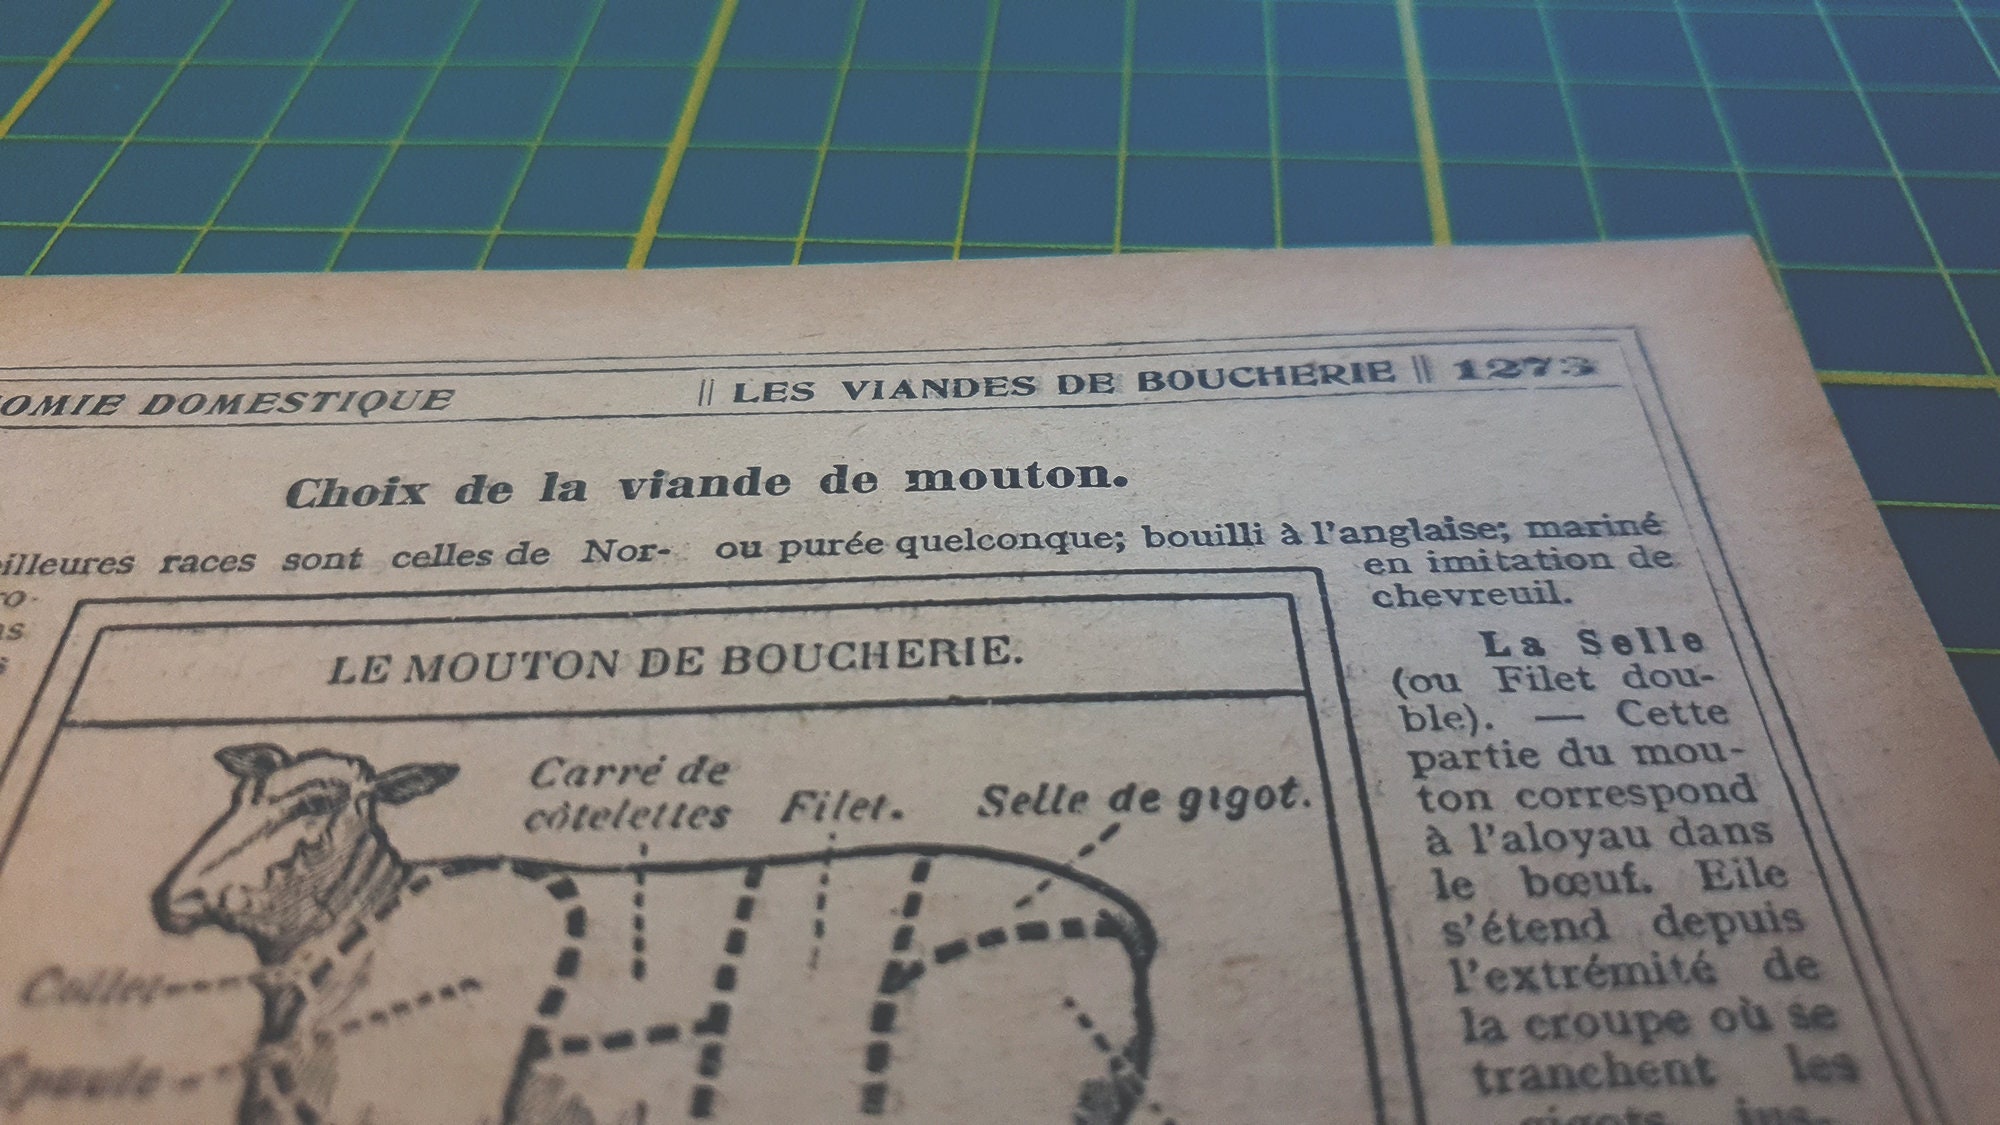 OMIE DOMESTIQUE || LES VIANDES DE BOUCHERIE || 1273
Choix de la viande de mouton.
illeures races sont celles de Nor-
ou purée quelconque; bouilli à l'anglaise; mariné
en imitation de
chevreuil.
La Selle
(ou Filet dou-
ble). — Cette
partie du mou-
ton correspond
à l'aloyau dans
le bœuf. Elle
s'étend depuis
l'extrémité de
la croupe où se
tranchent les
gigots jus-
LE MOUTON DE BOUCHERIE.
Carré de
côtelettes
Filet.
Selle de gigot.
Collet
Epaule